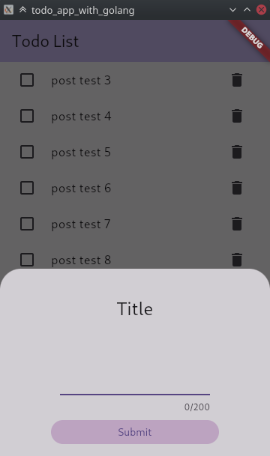 todo_app_with_golang
Todo List
DEBUG
post test 3
post test 4
post test 5
post test 6
post test 7
post test 8
Title
0/200
Submit